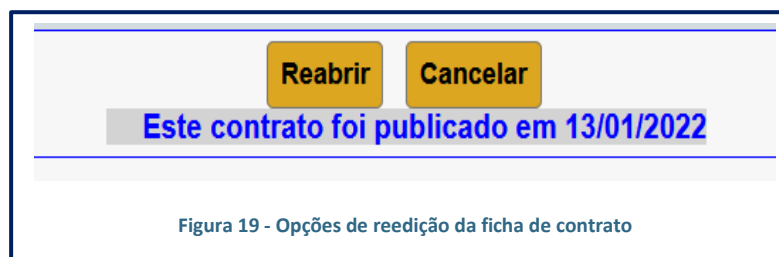 Reabrir Cancelar
Este contrato foi publicado em 13/01/2022
Figura 19 - Opções de reedição da ficha de contrato